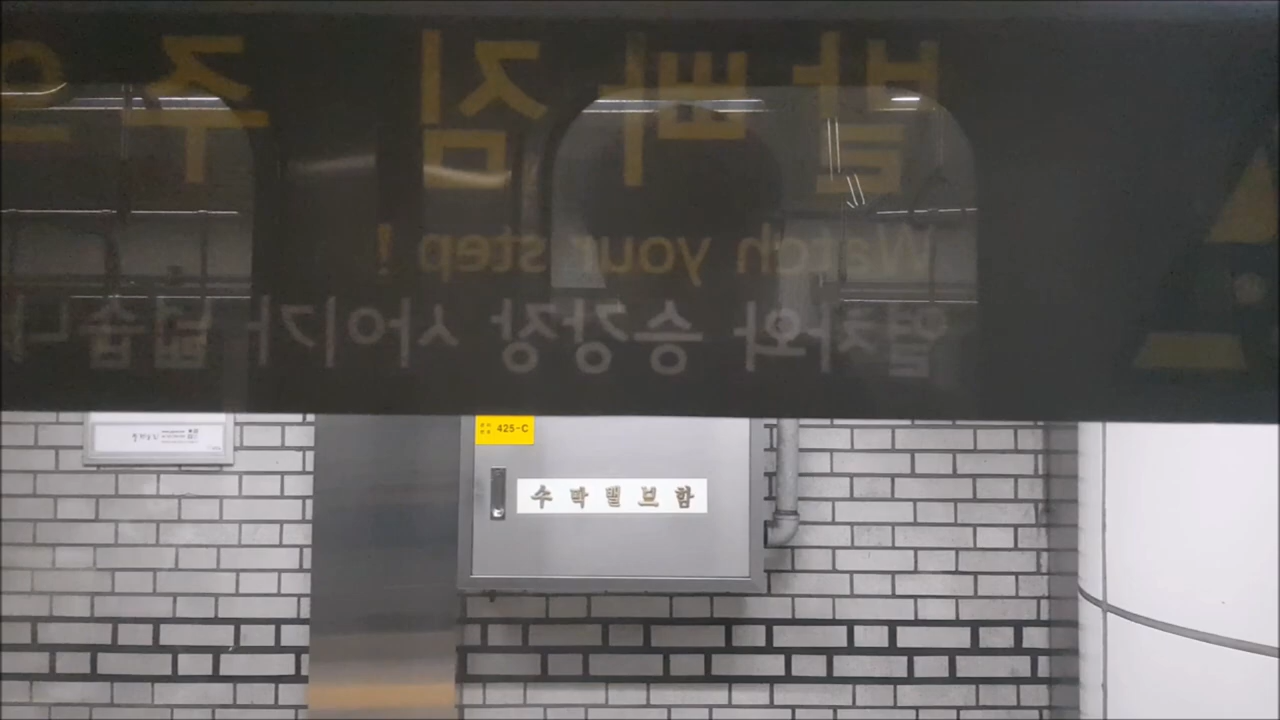 발빠짐 주의
Watch your step !
열차와 승강장 사이가 넓습니
425-C
수막밸브함